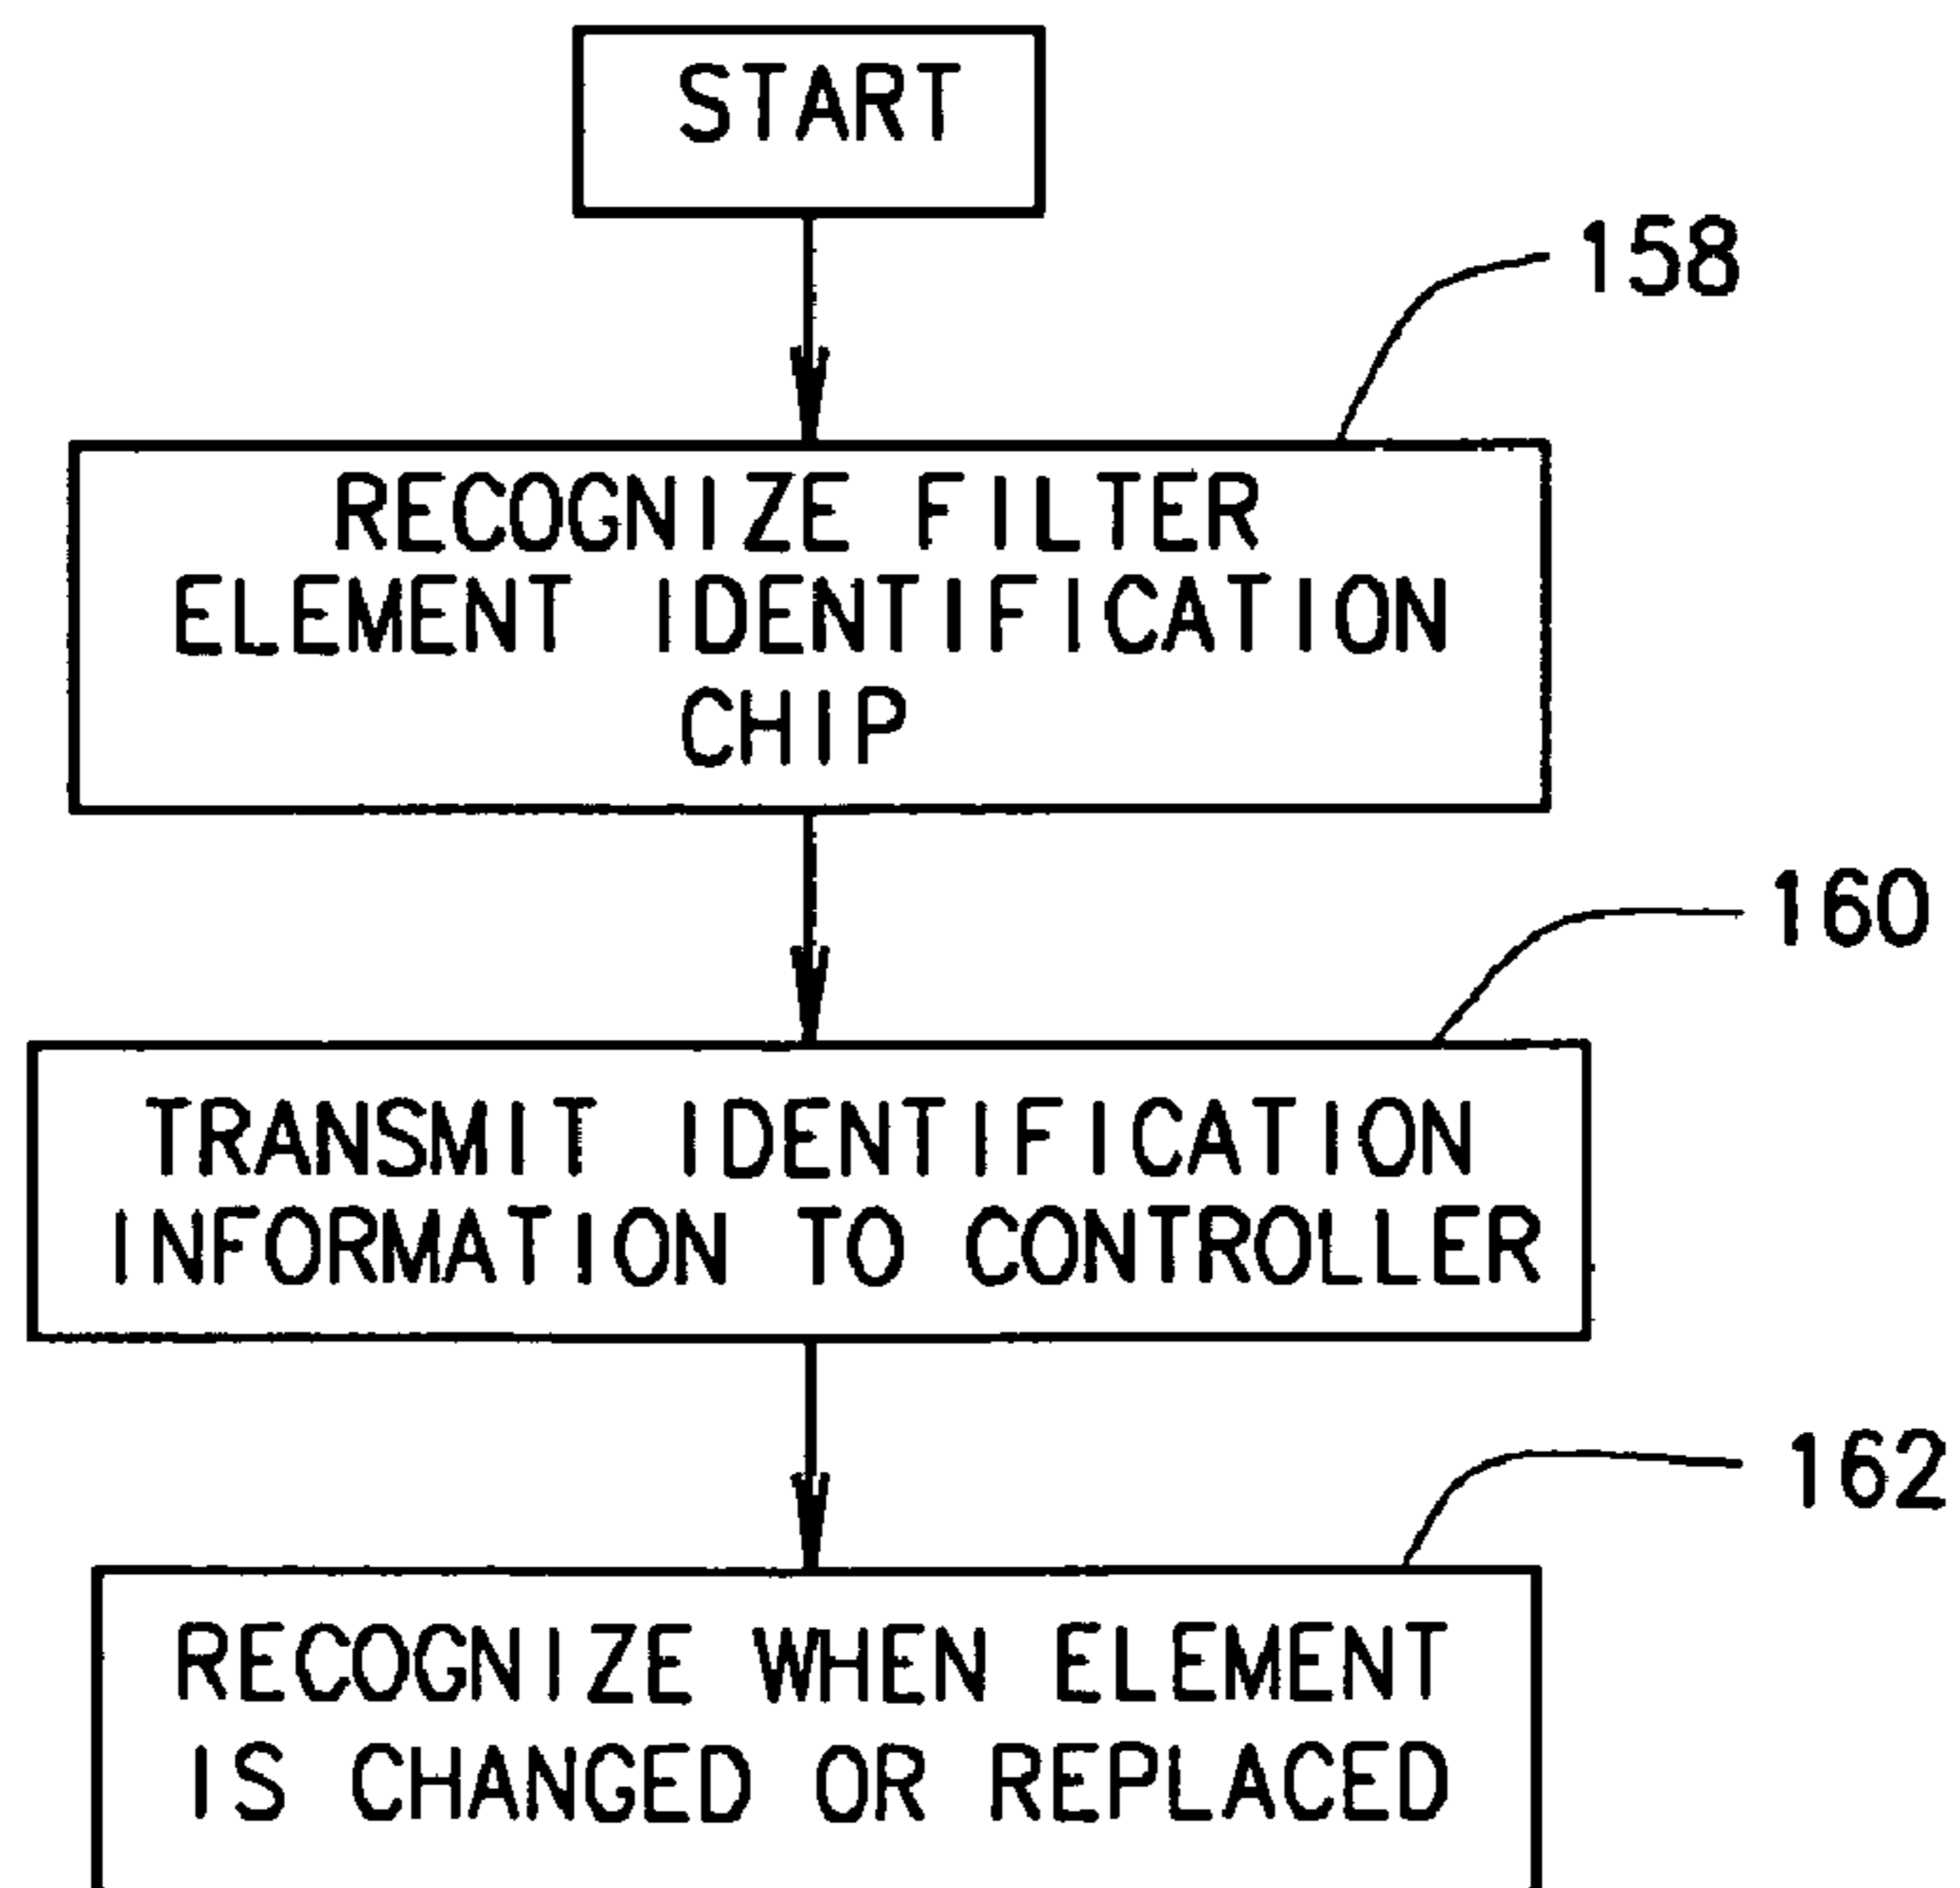 START
158
RECOGNIZE FILTER
ELEMENT IDENTIFICATION
CHIP
160
TRANSMIT IDENTIFICATION
INFORMATION TO CONTROLLER
162
RECOGNIZE WHEN ELEMENT
IS CHANGED OR REPLACED